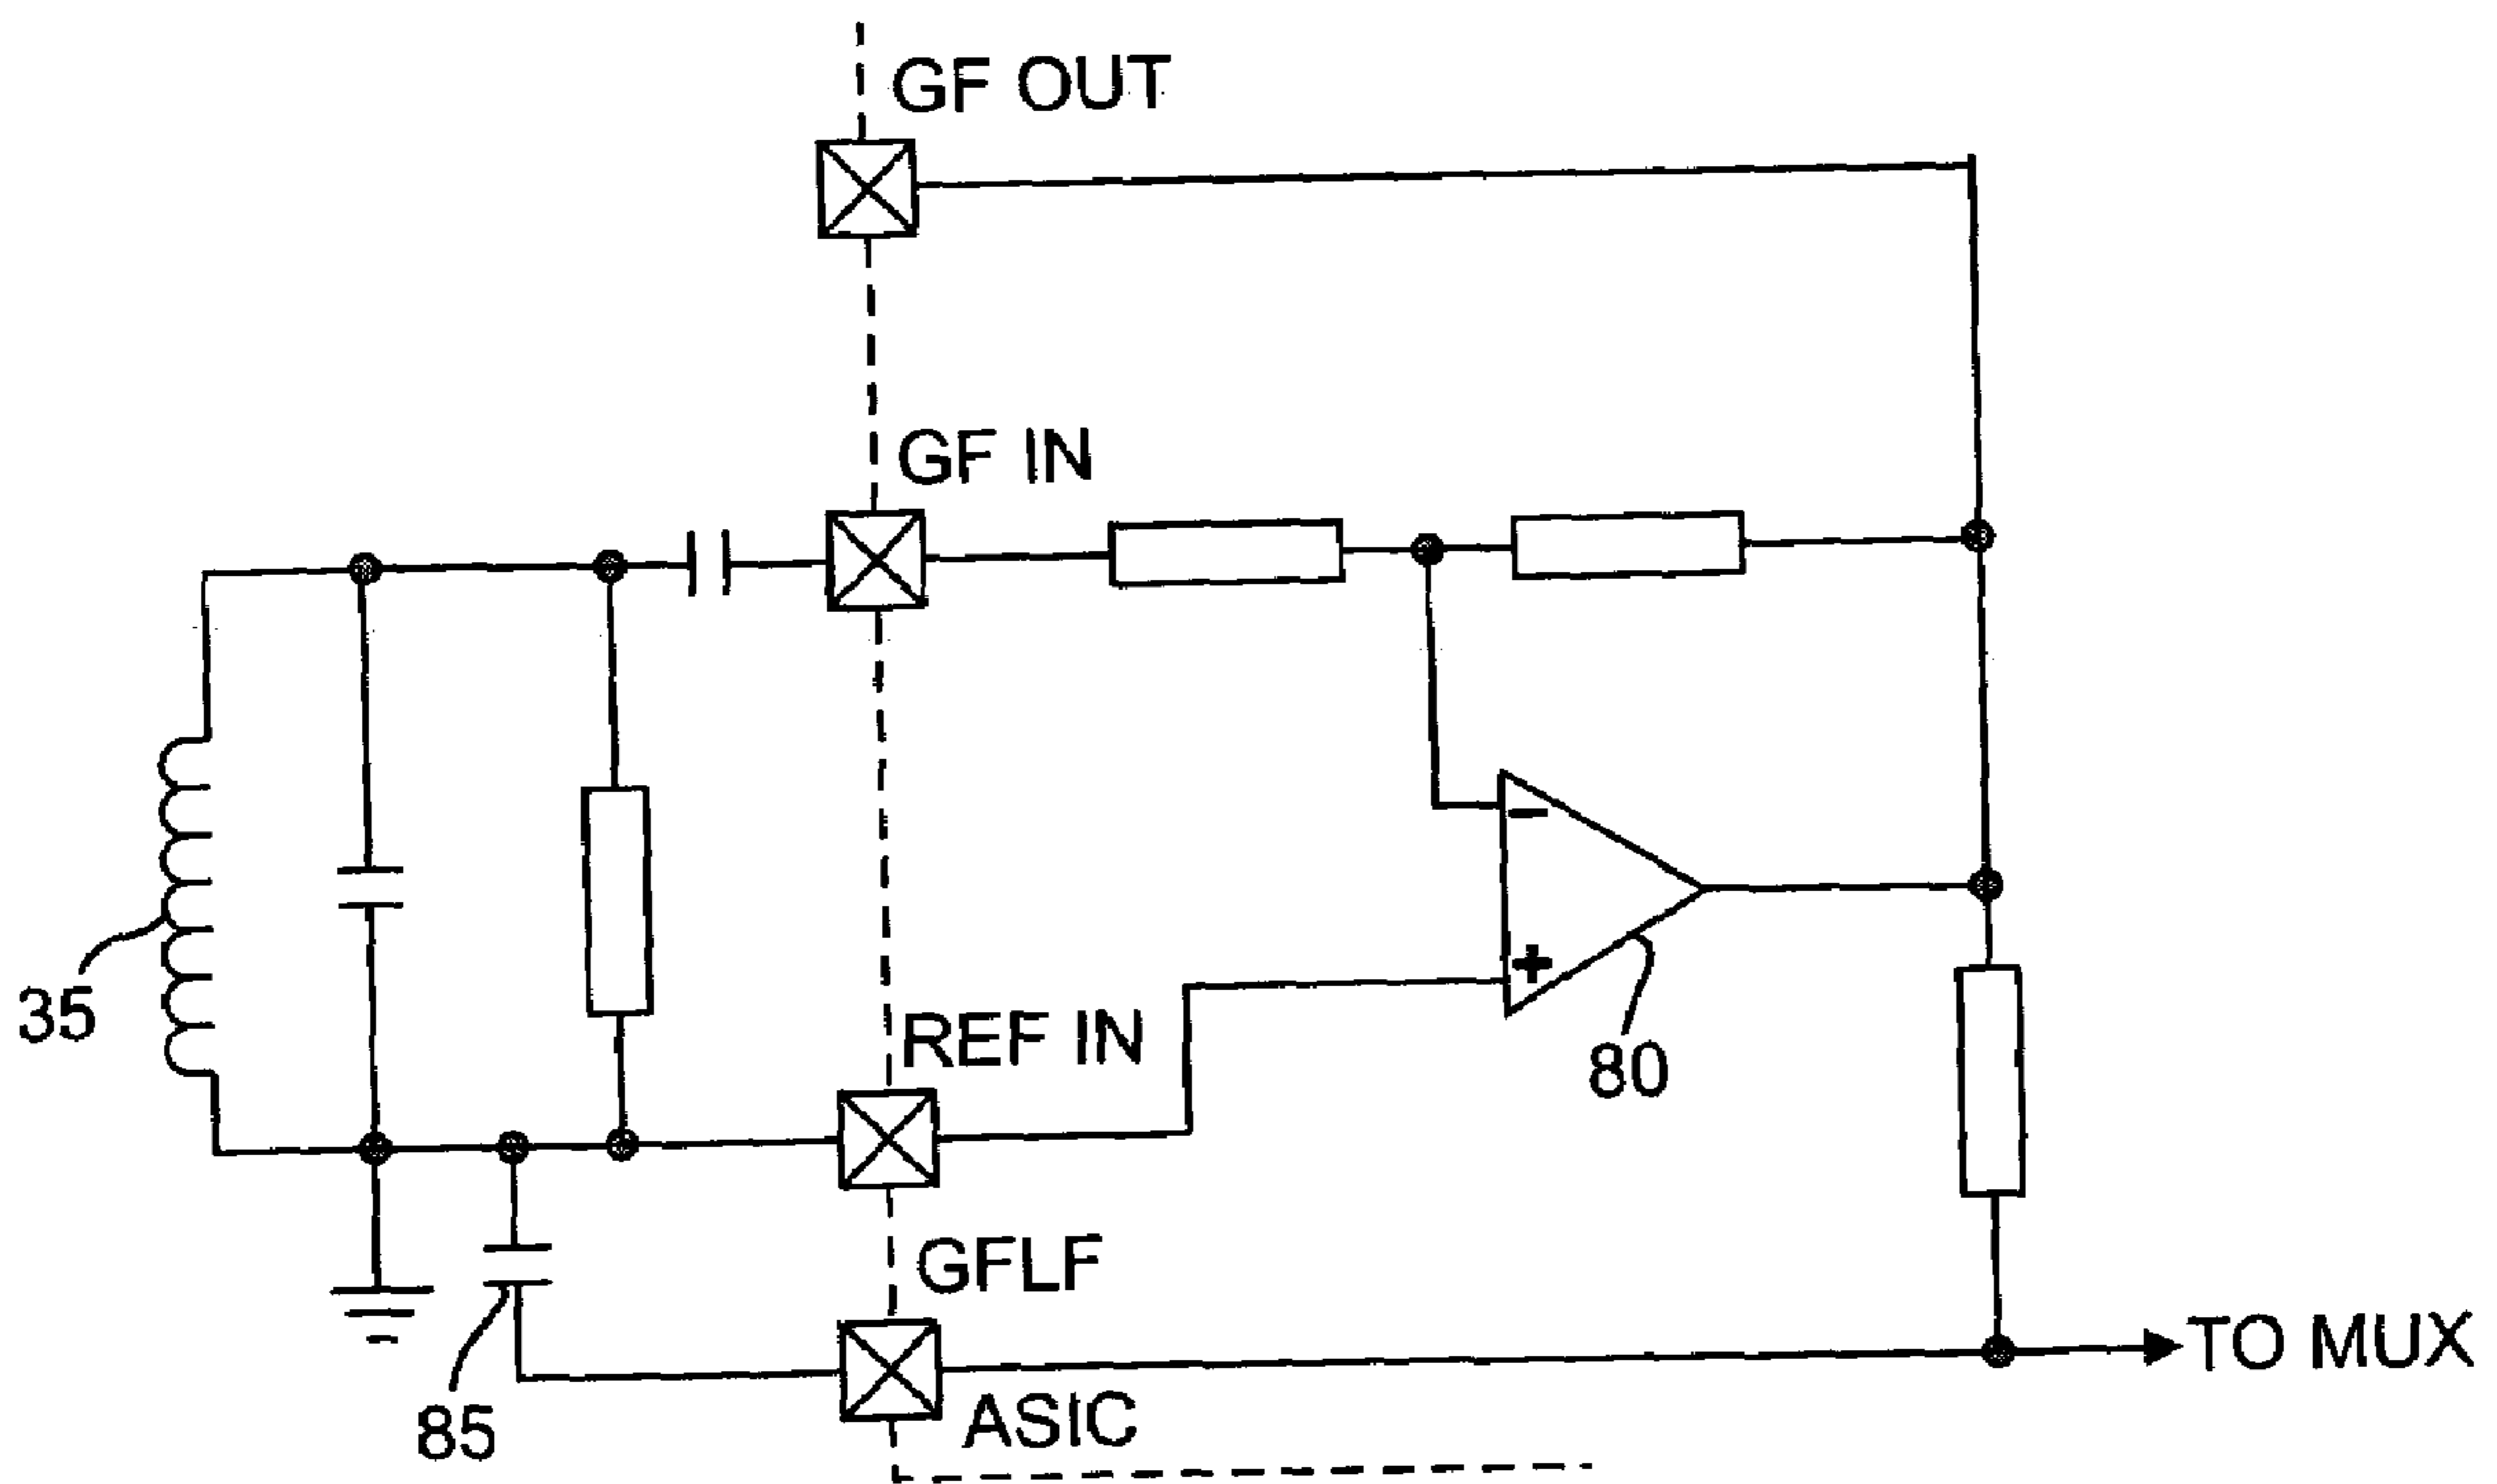 GF OUT
GF IN
35
REF IN
80
GFLF
TO MUX
85
ASIC